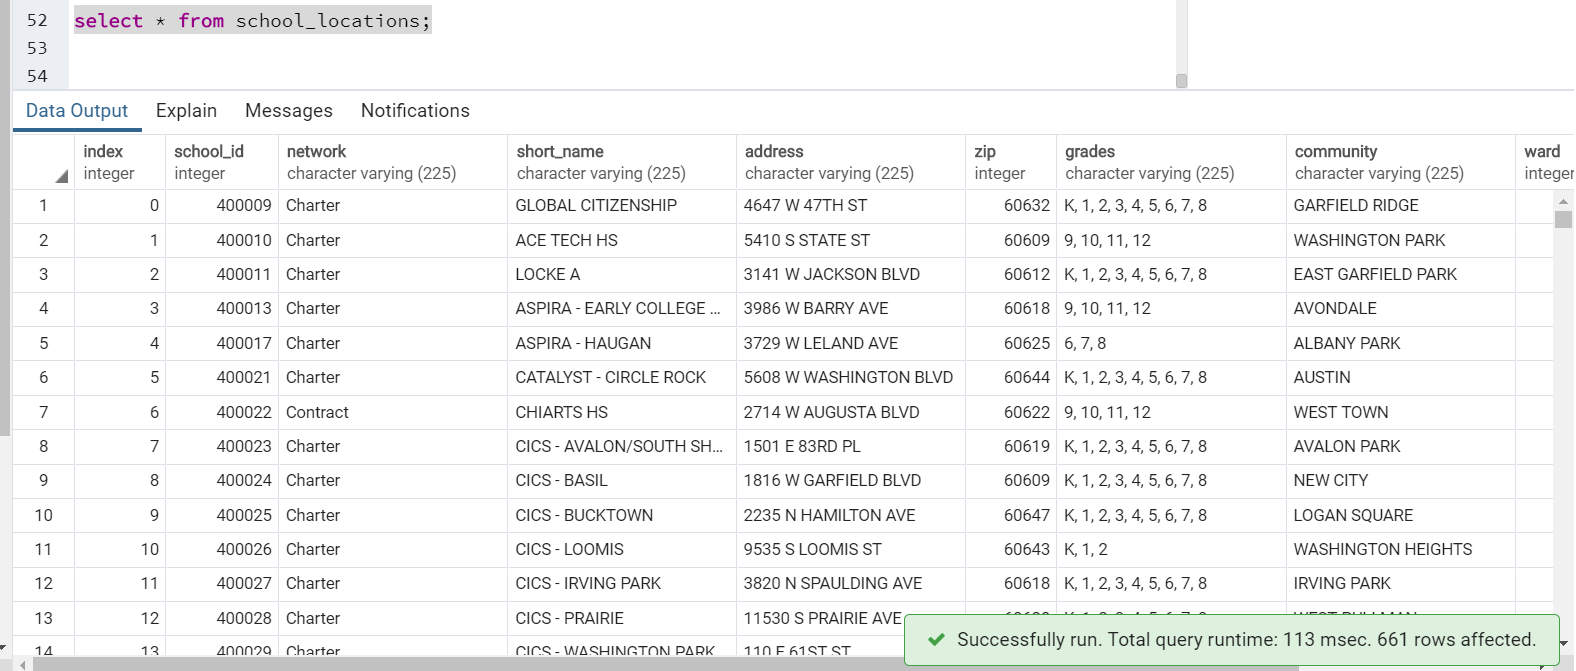 52 select * from school_locations;
53
54
Data Output Explain Messages Notifications
index school_id network short_name address zip grades community ward
integer integer character varying (225) character varying (225) character varying (225) integer character varying (225) character varying (225) integer
1 0 400009 Charter GLOBAL CITIZENSHIP 4647 W 47TH ST 60632 K, 1, 2, 3, 4, 5, 6, 7, 8 GARFIELD RIDGE
2 1 400010 Charter ACE TECH HS 5410 S STATE ST 60609 9, 10, 11, 12 WASHINGTON PARK
3 2 400011 Charter LOCKE A 3141 W JACKSON BLVD 60612 K, 1, 2, 3, 4, 5, 6, 7, 8 EAST GARFIELD PARK
4 3 400013 Charter ASPIRA - EARLY COLLEGE ... 3986 W BARRY AVE 60618 9, 10, 11, 12 AVONDALE
5 4 400017 Charter ASPIRA - HAUGAN 3729 W LELAND AVE 60625 6, 7, 8 ALBANY PARK
6 5 400021 Charter CATALYST - CIRCLE ROCK 5608 W WASHINGTON BLVD 60644 K, 1, 2, 3, 4, 5, 6, 7, 8 AUSTIN
7 6 400022 Contract CHIARTS HS 2714 W AUGUSTA BLVD 60622 9, 10, 11, 12 WEST TOWN
8 7 400023 Charter CICS - AVALON/SOUTH SH... 1501 E 83RD PL 60619 K, 1, 2, 3, 4, 5, 6, 7, 8 AVALON PARK
9 8 400024 Charter CICS - BASIL 1816 W GARFIELD BLVD 60609 K, 1, 2, 3, 4, 5, 6, 7, 8 NEW CITY
10 9 400025 Charter CICS - BUCKTOWN 2235 N HAMILTON AVE 60647 K, 1, 2, 3, 4, 5, 6, 7, 8 LOGAN SQUARE
11 10 400026 Charter CICS - LOOMIS 9535 S LOOMIS ST 60643 K, 1, 2 WASHINGTON HEIGHTS
12 11 400027 Charter CICS - IRVING PARK 3820 N SPAULDING AVE 60618 K, 1, 2, 3, 4, 5, 6, 7, 8 IRVING PARK
13 12 400028 Charter CICS - PRAIRIE 11530 S PRAIRIE AVE
14 13 400029 Charter CICS - WASHINGTON PARK 110 E 61ST ST
Successfully run. Total query runtime: 113 msec. 661 rows affected.